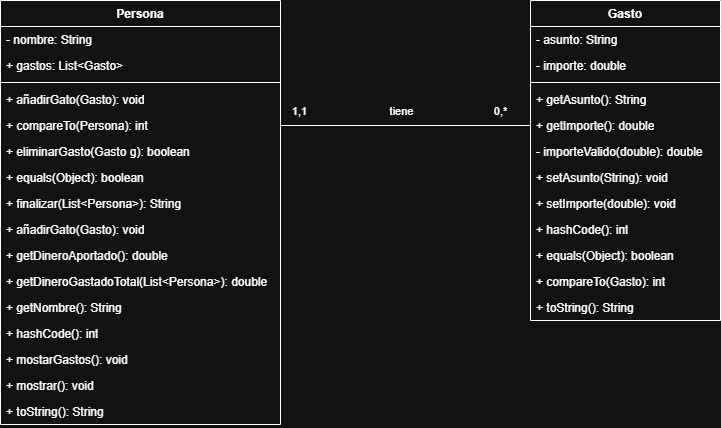 Persona
- nombre: String
+ gastos: List<Gasto>
+ añadirGato(Gasto): void
+ compareTo(Persona): int
+ eliminarGasto(Gasto g): boolean
+ equals(Object): boolean
+ finalizar(List<Persona>): String
+ añadirGato(Gasto): void
+ getDineroAportado(): double
+ getDineroGastadoTotal(List<Persona>): double
+ getNombre(): String
+ hashCode(): int
+ mostarGastos(): void
+ mostrar(): void
+ toString(): String
1,1 tiene 0,*
Gasto
- asunto: String
- importe: double
+ getAsunto(): String
+ getImporte(): double
- importeValido(double): double
+ setAsunto(String): void
+ setImporte(double): void
+ hashCode(): int
+ equals(Object): boolean
+ compareTo(Gasto): int
+ toString(): String